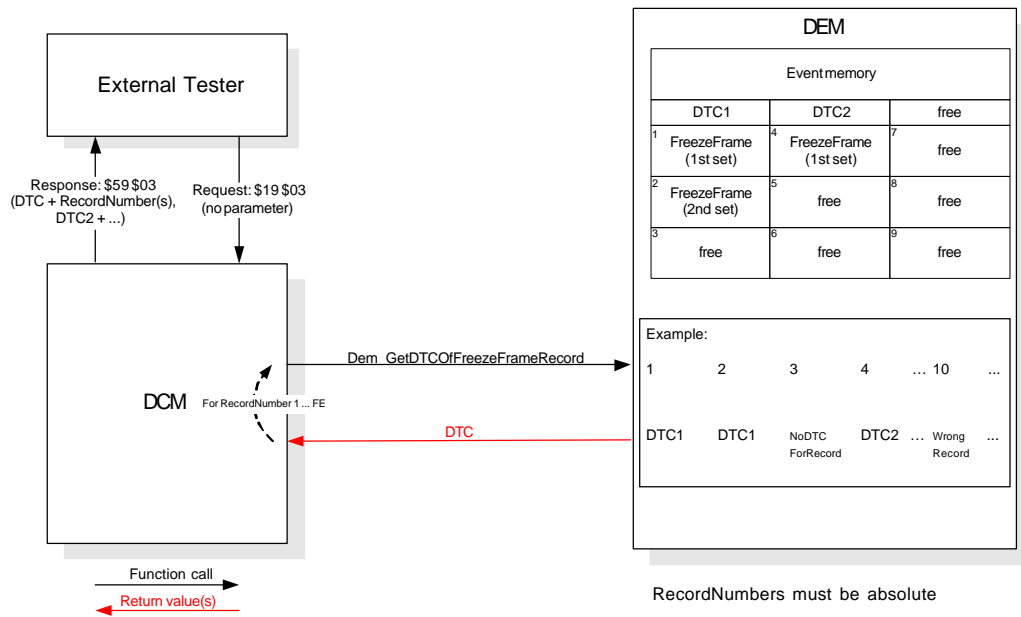 External Tester
Response: $59 $03
(DTC + RecordNumber(s),
DTC2 + ...)
Request: $19 $03
(no parameter)
DCM
For RecordNumber 1 ... FE
Dem_GetDTCOfFreezeFrameRecord
DTC
Function call
Return value(s)
DEM
Event memory
DTC1 DTC2 free
1 FreezeFrame (1st set) 4 FreezeFrame (1st set) 7 free
2 FreezeFrame (2nd set) 5 free 8 free
3 free 6 free 9 free
Example:
1 2 3 4 ... 10 ...
DTC1 DTC1 NoDTC ForRecord DTC2 ... Wrong Record ...
RecordNumbers must be absolute